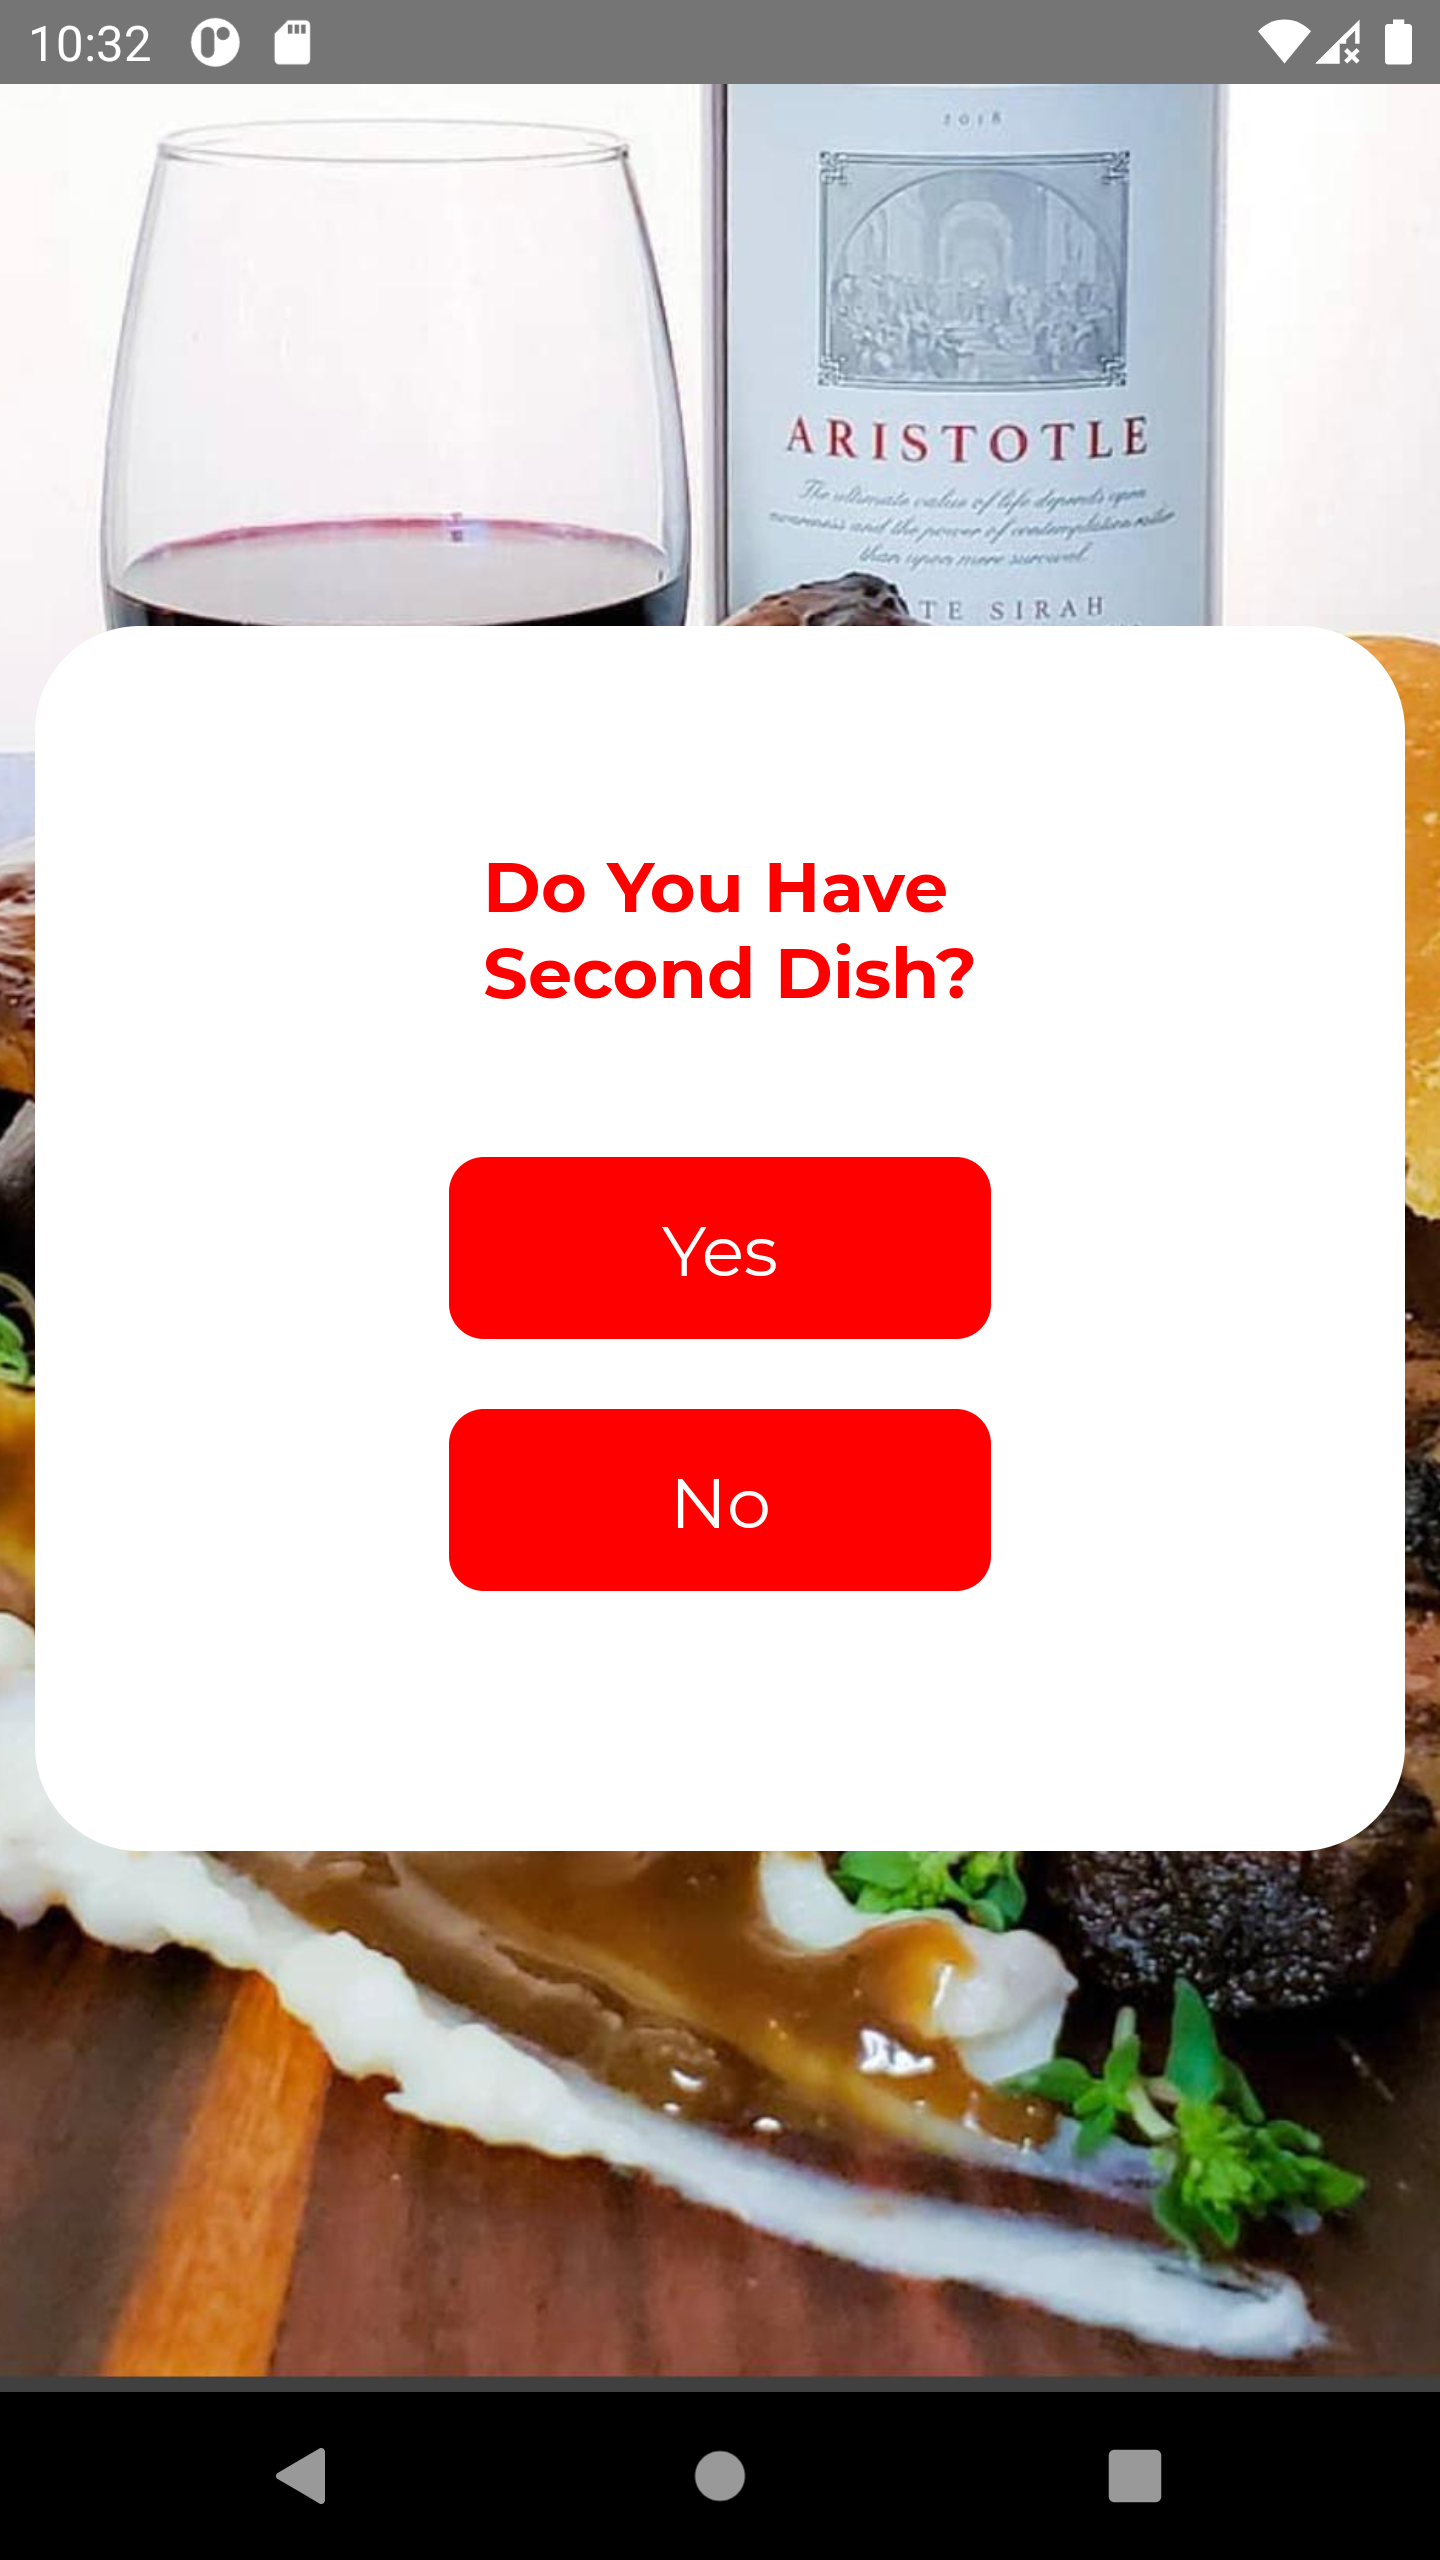 10:32
2018
ARISTOTLE
The ultimate value of life depends upon
awareness and the power of contemplation rather
than upon mere survival.
TE SIRAH
Do You Have
Second Dish?
Yes
No